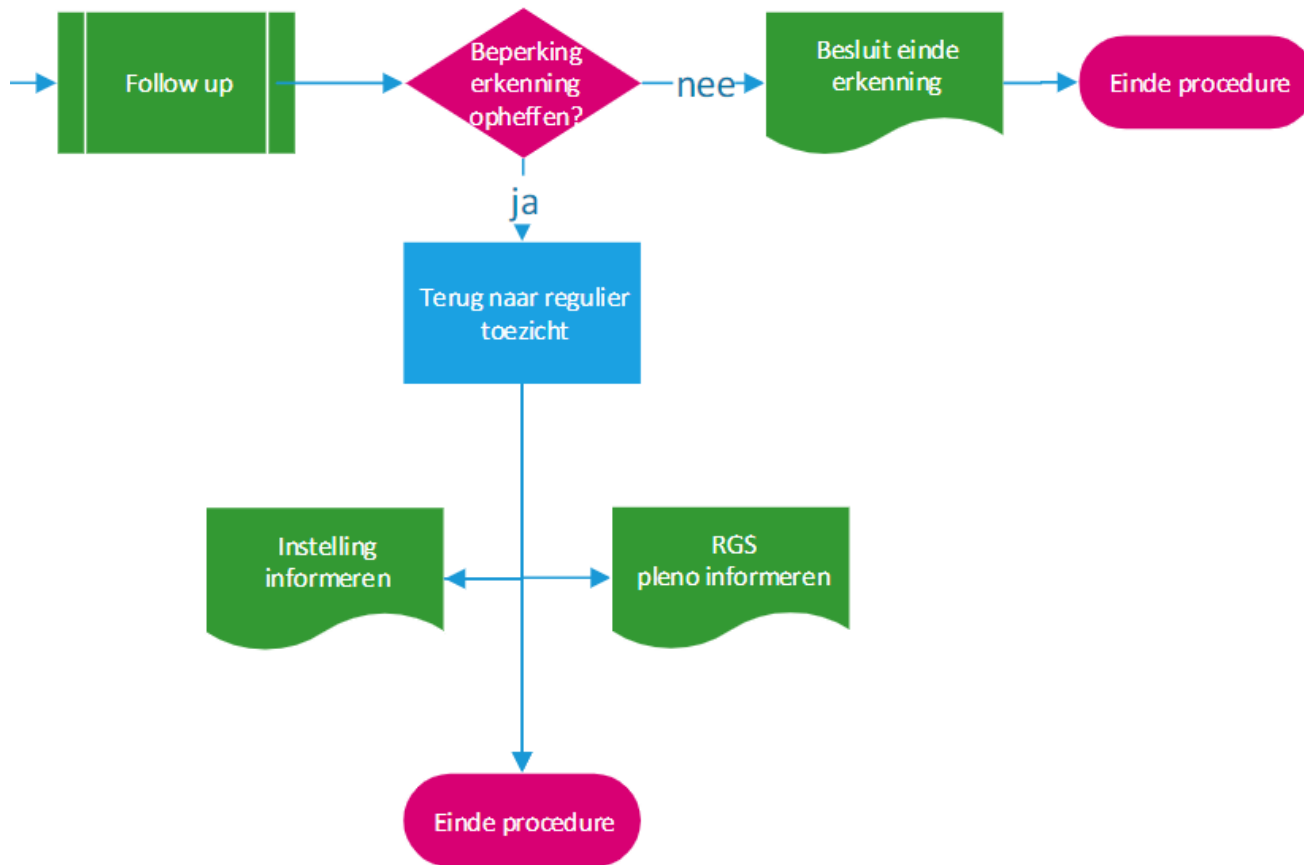 Follow up
Beperking
erkenning
opheffen?
nee
Besluit einde
erkenning
Einde procedure
ja
Terug naar regulier
toezicht
Instelling
informeren
RGS
pleno informeren
Einde procedure